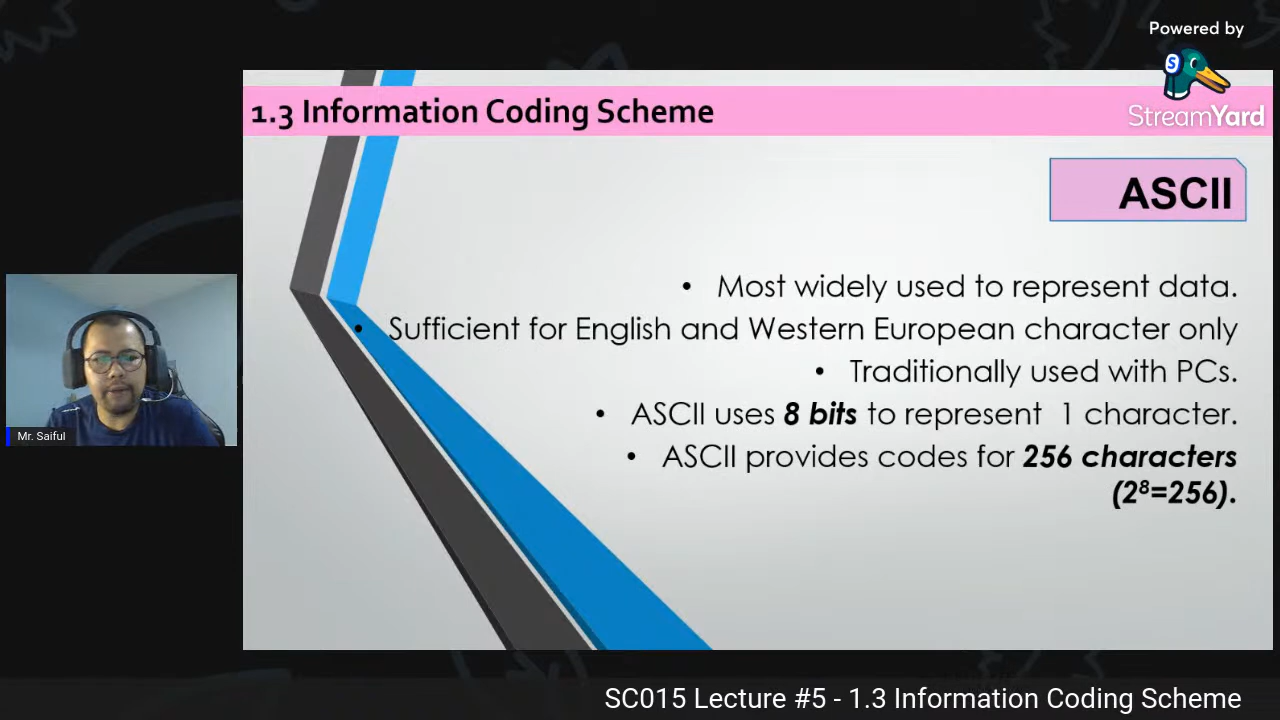 Powered by
S
StreamYard
1.3 Information Coding Scheme
ASCII
• Most widely used to represent data.
• Sufficient for English and Western European character only
• Traditionally used with PCs.
• ASCII uses 8 bits to represent 1 character.
• ASCII provides codes for 256 characters
(2⁸=256).
Mr. Saiful
SC015 Lecture #5 - 1.3 Information Coding Scheme